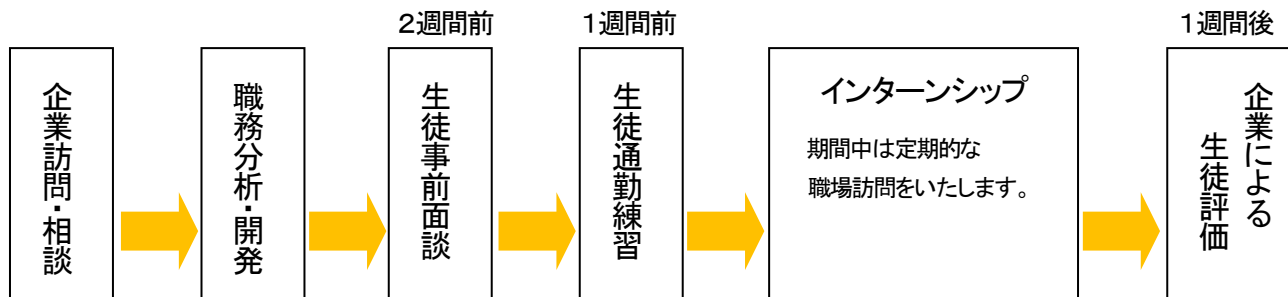 企業訪問・相談
職務分析・開発
２週間前
生徒事前面談
１週間前
生徒通勤練習
インターンシップ
期間中は定期的な
職場訪問をいたします。
１週間後
企業による
生徒評価